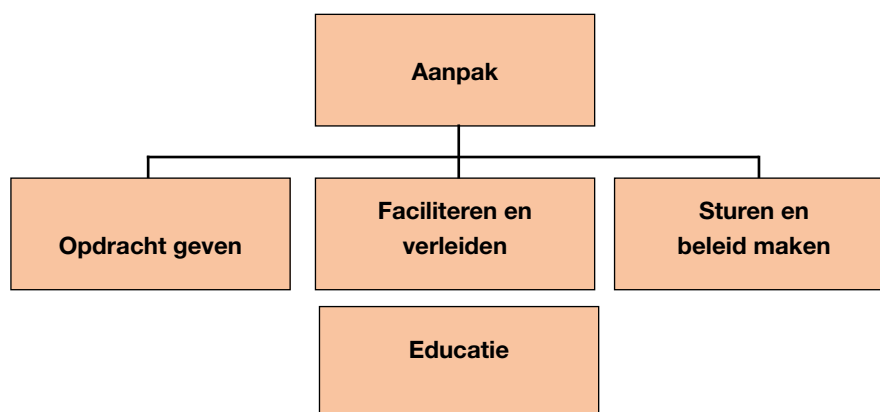 Aanpak
Opdracht geven
Faciliteren en
verleiden
Sturen en
beleid maken
Educatie